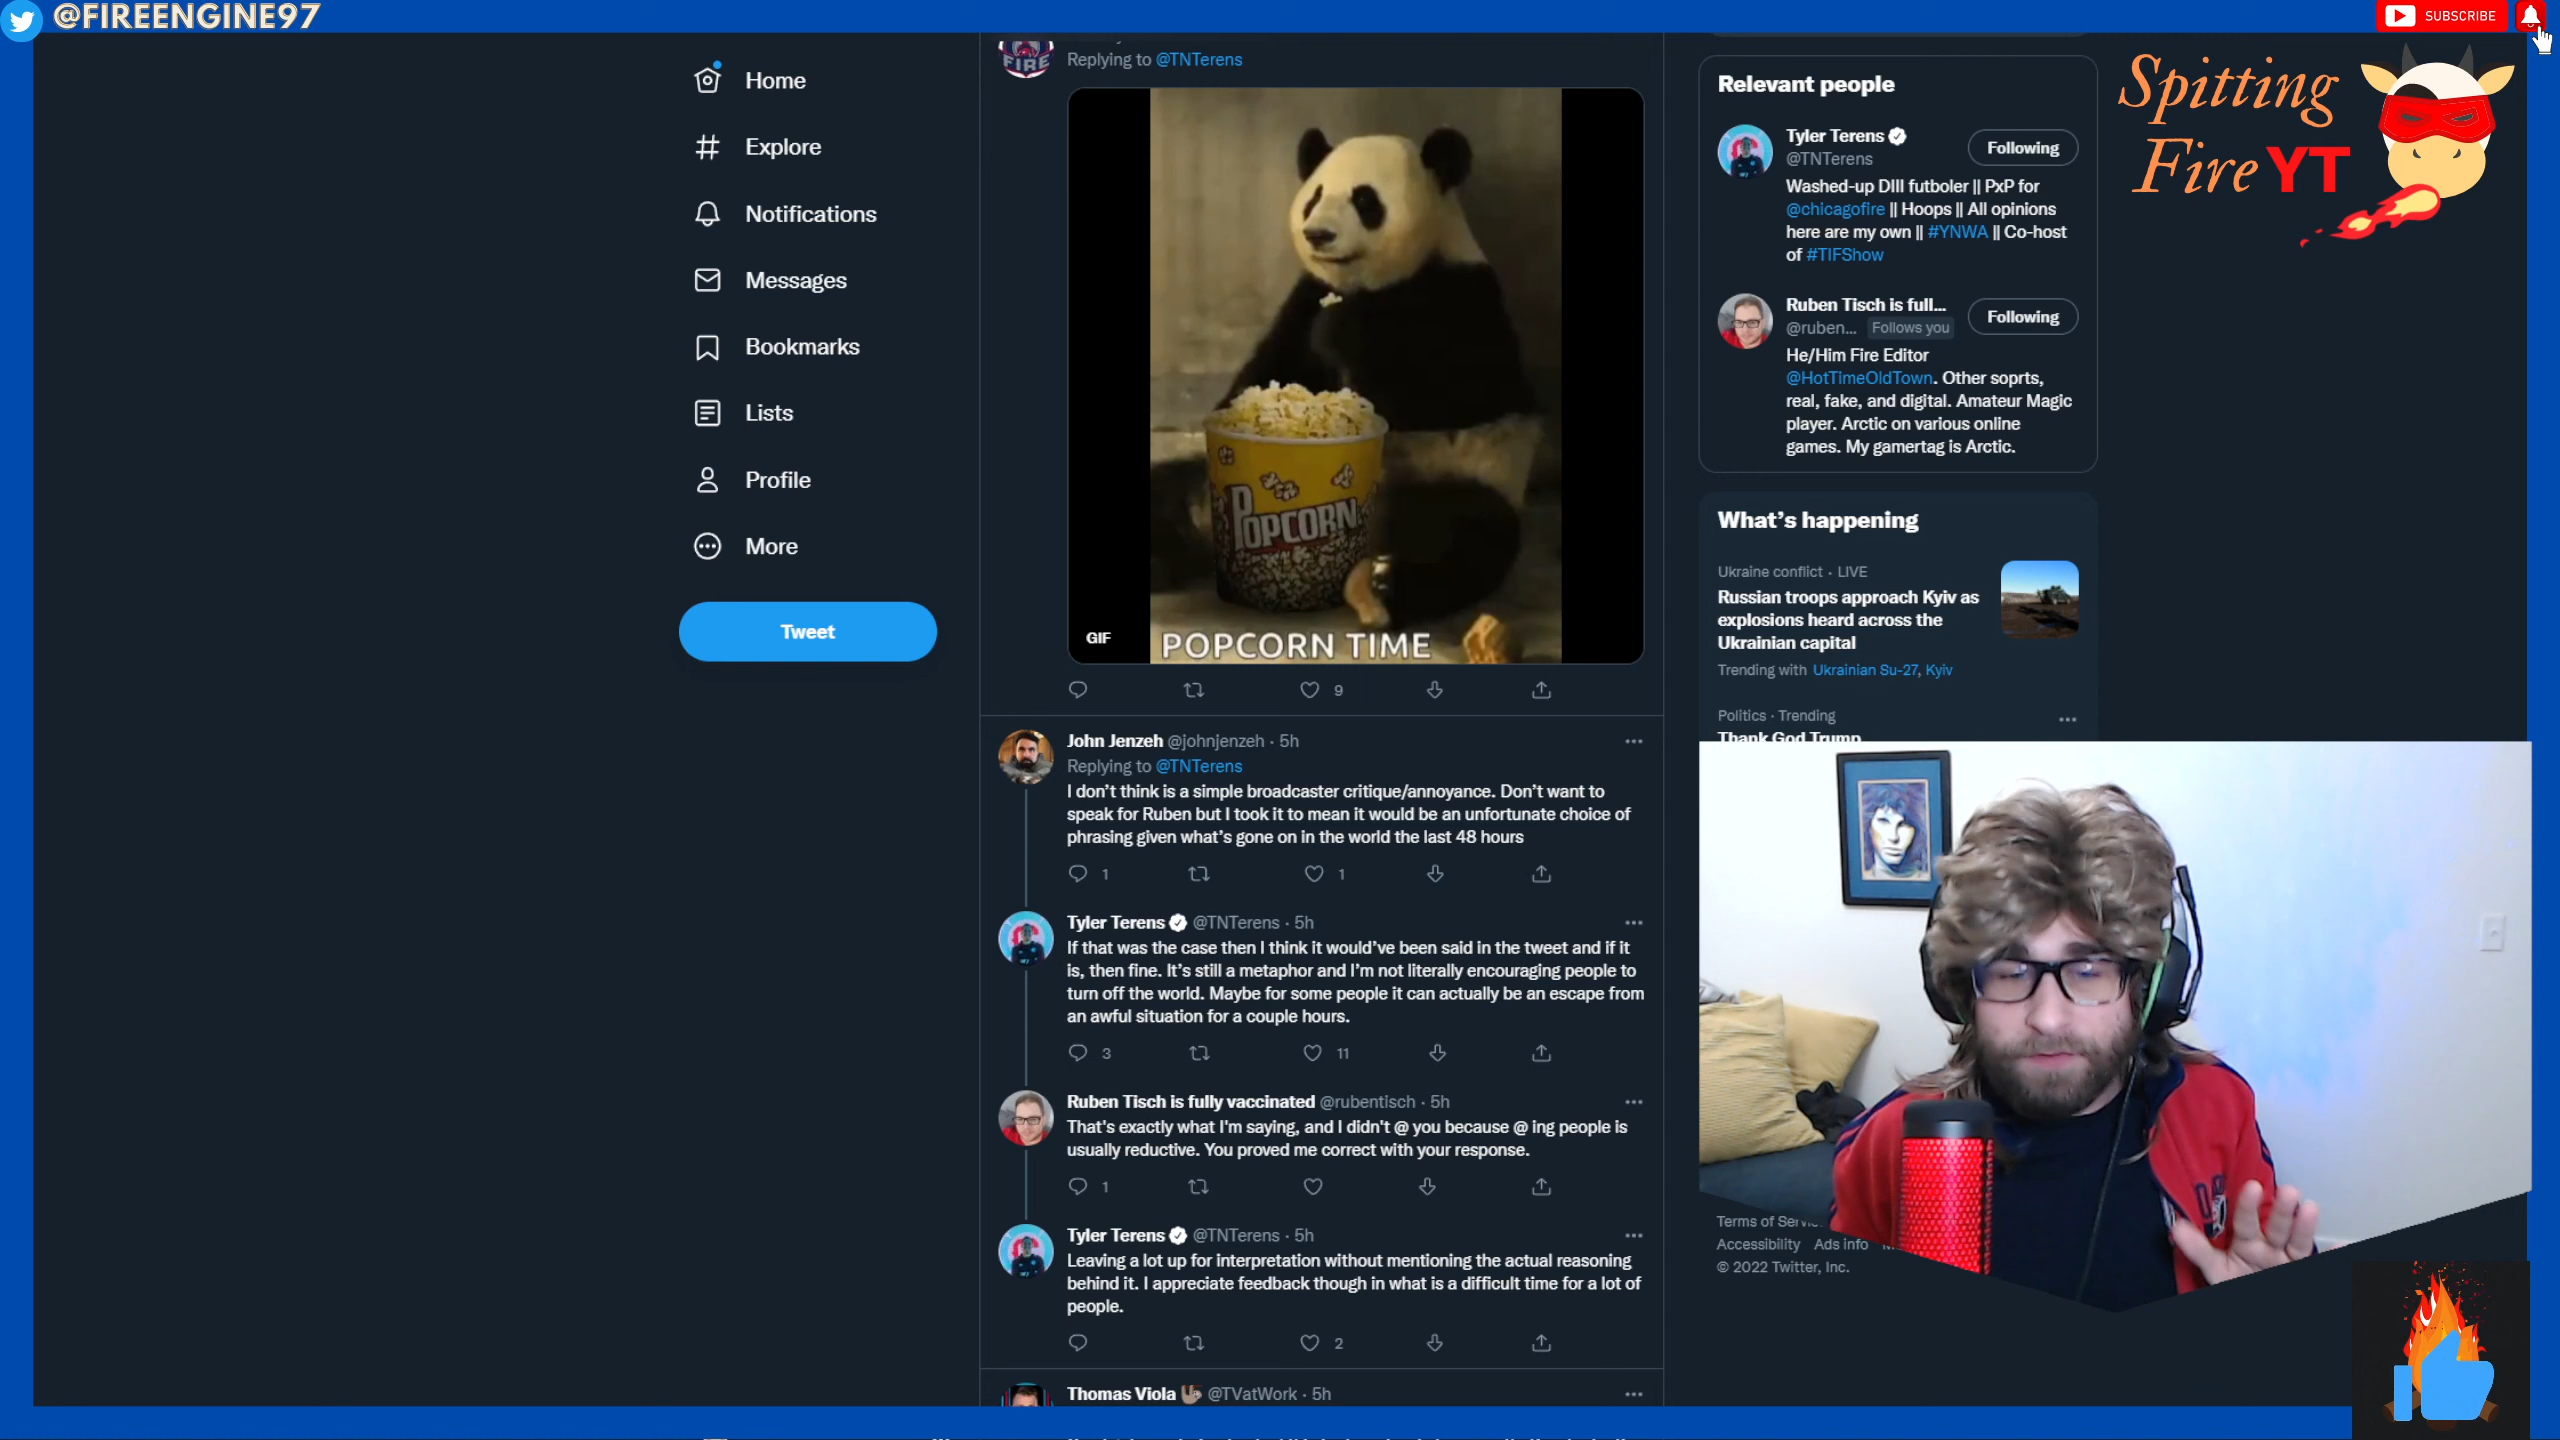 @FIREENGINE97
SUBSCRIBE
Spitting
Fire YT
Home
Explore
Notifications
Messages
Bookmarks
Lists
Profile
More
Tweet
FIRE
Replying to @TNTerens
POPCORN
GIF
POPCORN TIME
9
John Jenzeh @johnjenzeh · 5h
Replying to @TNTerens
I don't think is a simple broadcaster critique/annoyance. Don't want to
speak for Ruben but I took it to mean it would be an unfortunate choice of
phrasing given what's gone on in the world the last 48 hours
1 1
Tyler Terens @TNTerens · 5h
If that was the case then I think it would've been said in the tweet and if it
is, then fine. It's still a metaphor and I'm not literally encouraging people to
turn off the world. Maybe for some people it can actually be an escape from
an awful situation for a couple hours.
3 11
Ruben Tisch is fully vaccinated @rubentisch · 5h
That's exactly what I'm saying, and I didn't @ you because @ ing people is
usually reductive. You proved me correct with your response.
1
Tyler Terens @TNTerens · 5h
Leaving a lot up for interpretation without mentioning the actual reasoning
behind it. I appreciate feedback though in what is a difficult time for a lot of
people.
2
Thomas Viola @TVatWork · 5h
Relevant people
Tyler Terens
@TNTerens
Following
Washed-up DIII futboler || PxP for
@chicagofire || Hoops || All opinions
here are my own || #YNWA || Co-host
of #TIFShow
Ruben Tisch is full...
@ruben... Follows you
Following
He/Him Fire Editor
@HotTimeOldTown. Other soprts,
real, fake, and digital. Amateur Magic
player. Arctic on various online
games. My gamertag is Arctic.
What's happening
Ukraine conflict · LIVE
Russian troops approach Kyiv as
explosions heard across the
Ukrainian capital
Trending with Ukrainian Su-27, Kyiv
Politics · Trending
Thank God Trump
Terms of
Accessibility Ads info
© 2022 Twitter, Inc.